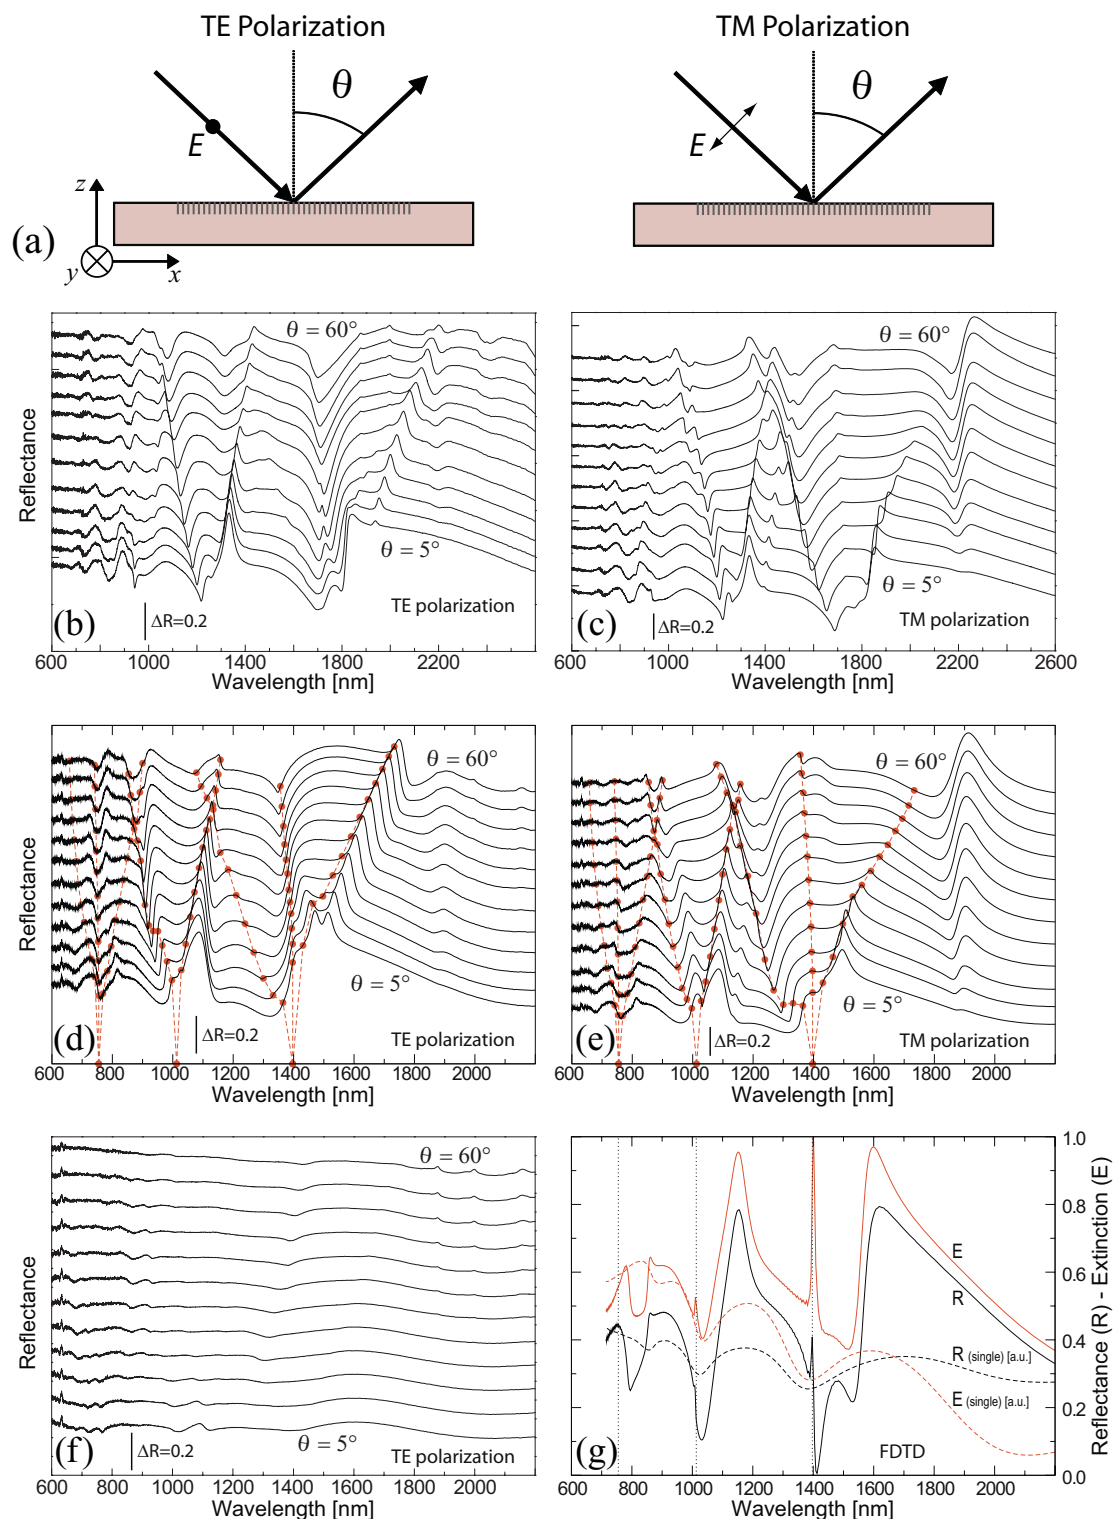 TE Polarization
TM Polarization
θ
θ
E
E
z
(a)
y
x
θ = 60°
θ = 60°
Reflectance
θ = 5°
θ = 5°
(b)
ΔR=0.2
TE polarization
(c)
ΔR=0.2
TM polarization
600 1000 1400 1800 2200
600 1000 1400 1800 2200 2600
Wavelength [nm]
Wavelength [nm]
θ = 60°
θ = 60°
Reflectance
θ = 5°
θ = 5°
(d)
ΔR=0.2
TE polarization
(e)
ΔR=0.2
TM polarization
600 800 1000 1200 1400 1600 1800 2000
600 800 1000 1200 1400 1600 1800 2000
Wavelength [nm]
Wavelength [nm]
θ = 60°
1.0
0.8
E
0.6
R
Reflectance
0.4
R (single) [a.u.]
E (single) [a.u.]
0.2
0.0
Reflectance (R) - Extinction (E)
θ = 5°
(f)
ΔR=0.2
TE polarization
(g)
FDTD
600 800 1000 1200 1400 1600 1800 2000
600 800 1000 1200 1400 1600 1800 2000
Wavelength [nm]
Wavelength [nm]